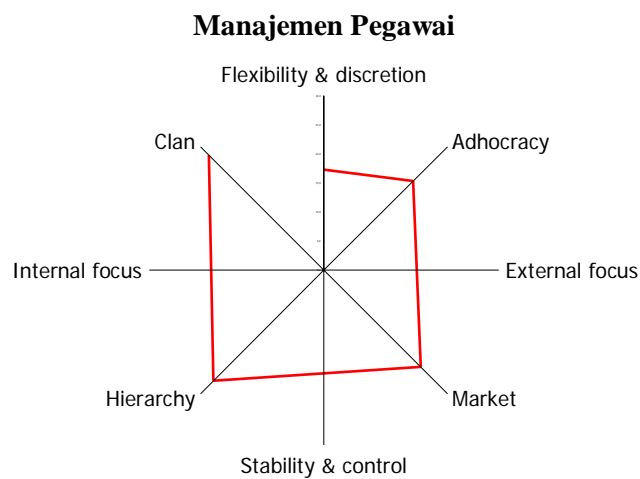 Manajemen Pegawai
Flexibility & discretion
Clan
Adhocracy
Internal focus
External focus
Hierarchy
Market
Stability & control